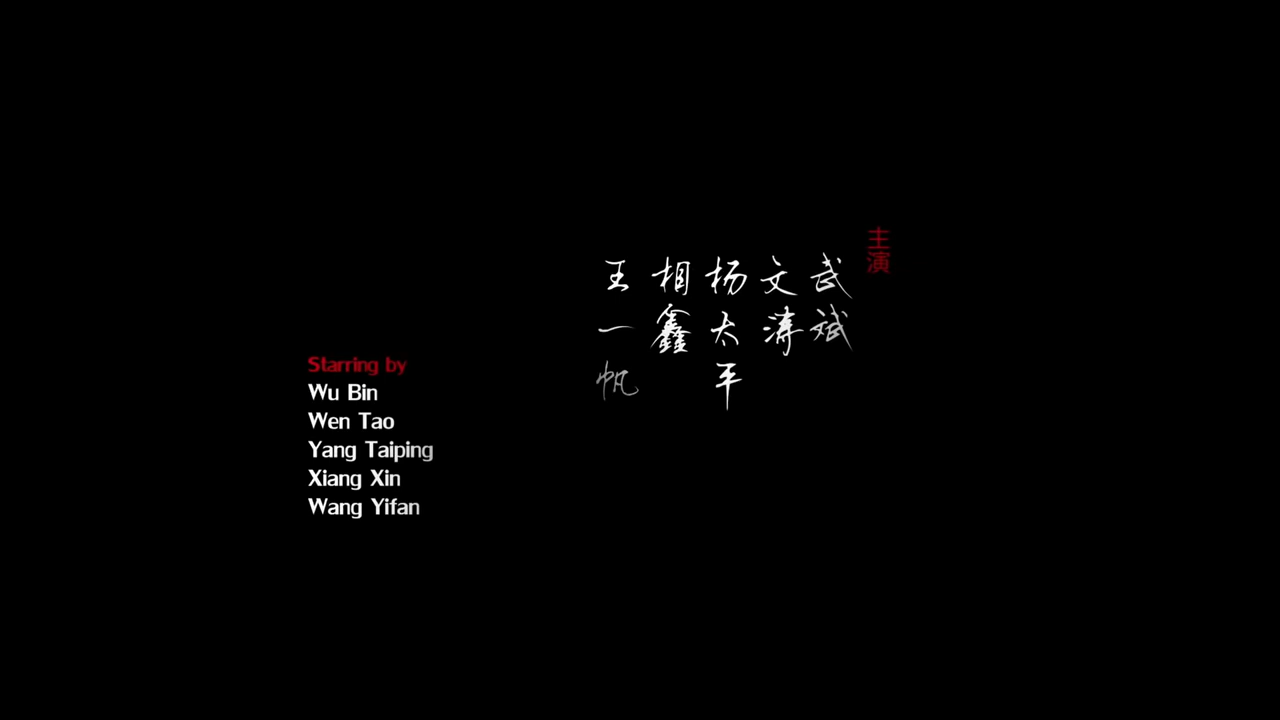 主演
武斌
文涛
杨太平
相鑫
王一帆
Starring by
Wu Bin
Wen Tao
Yang Taiping
Xiang Xin
Wang Yifan